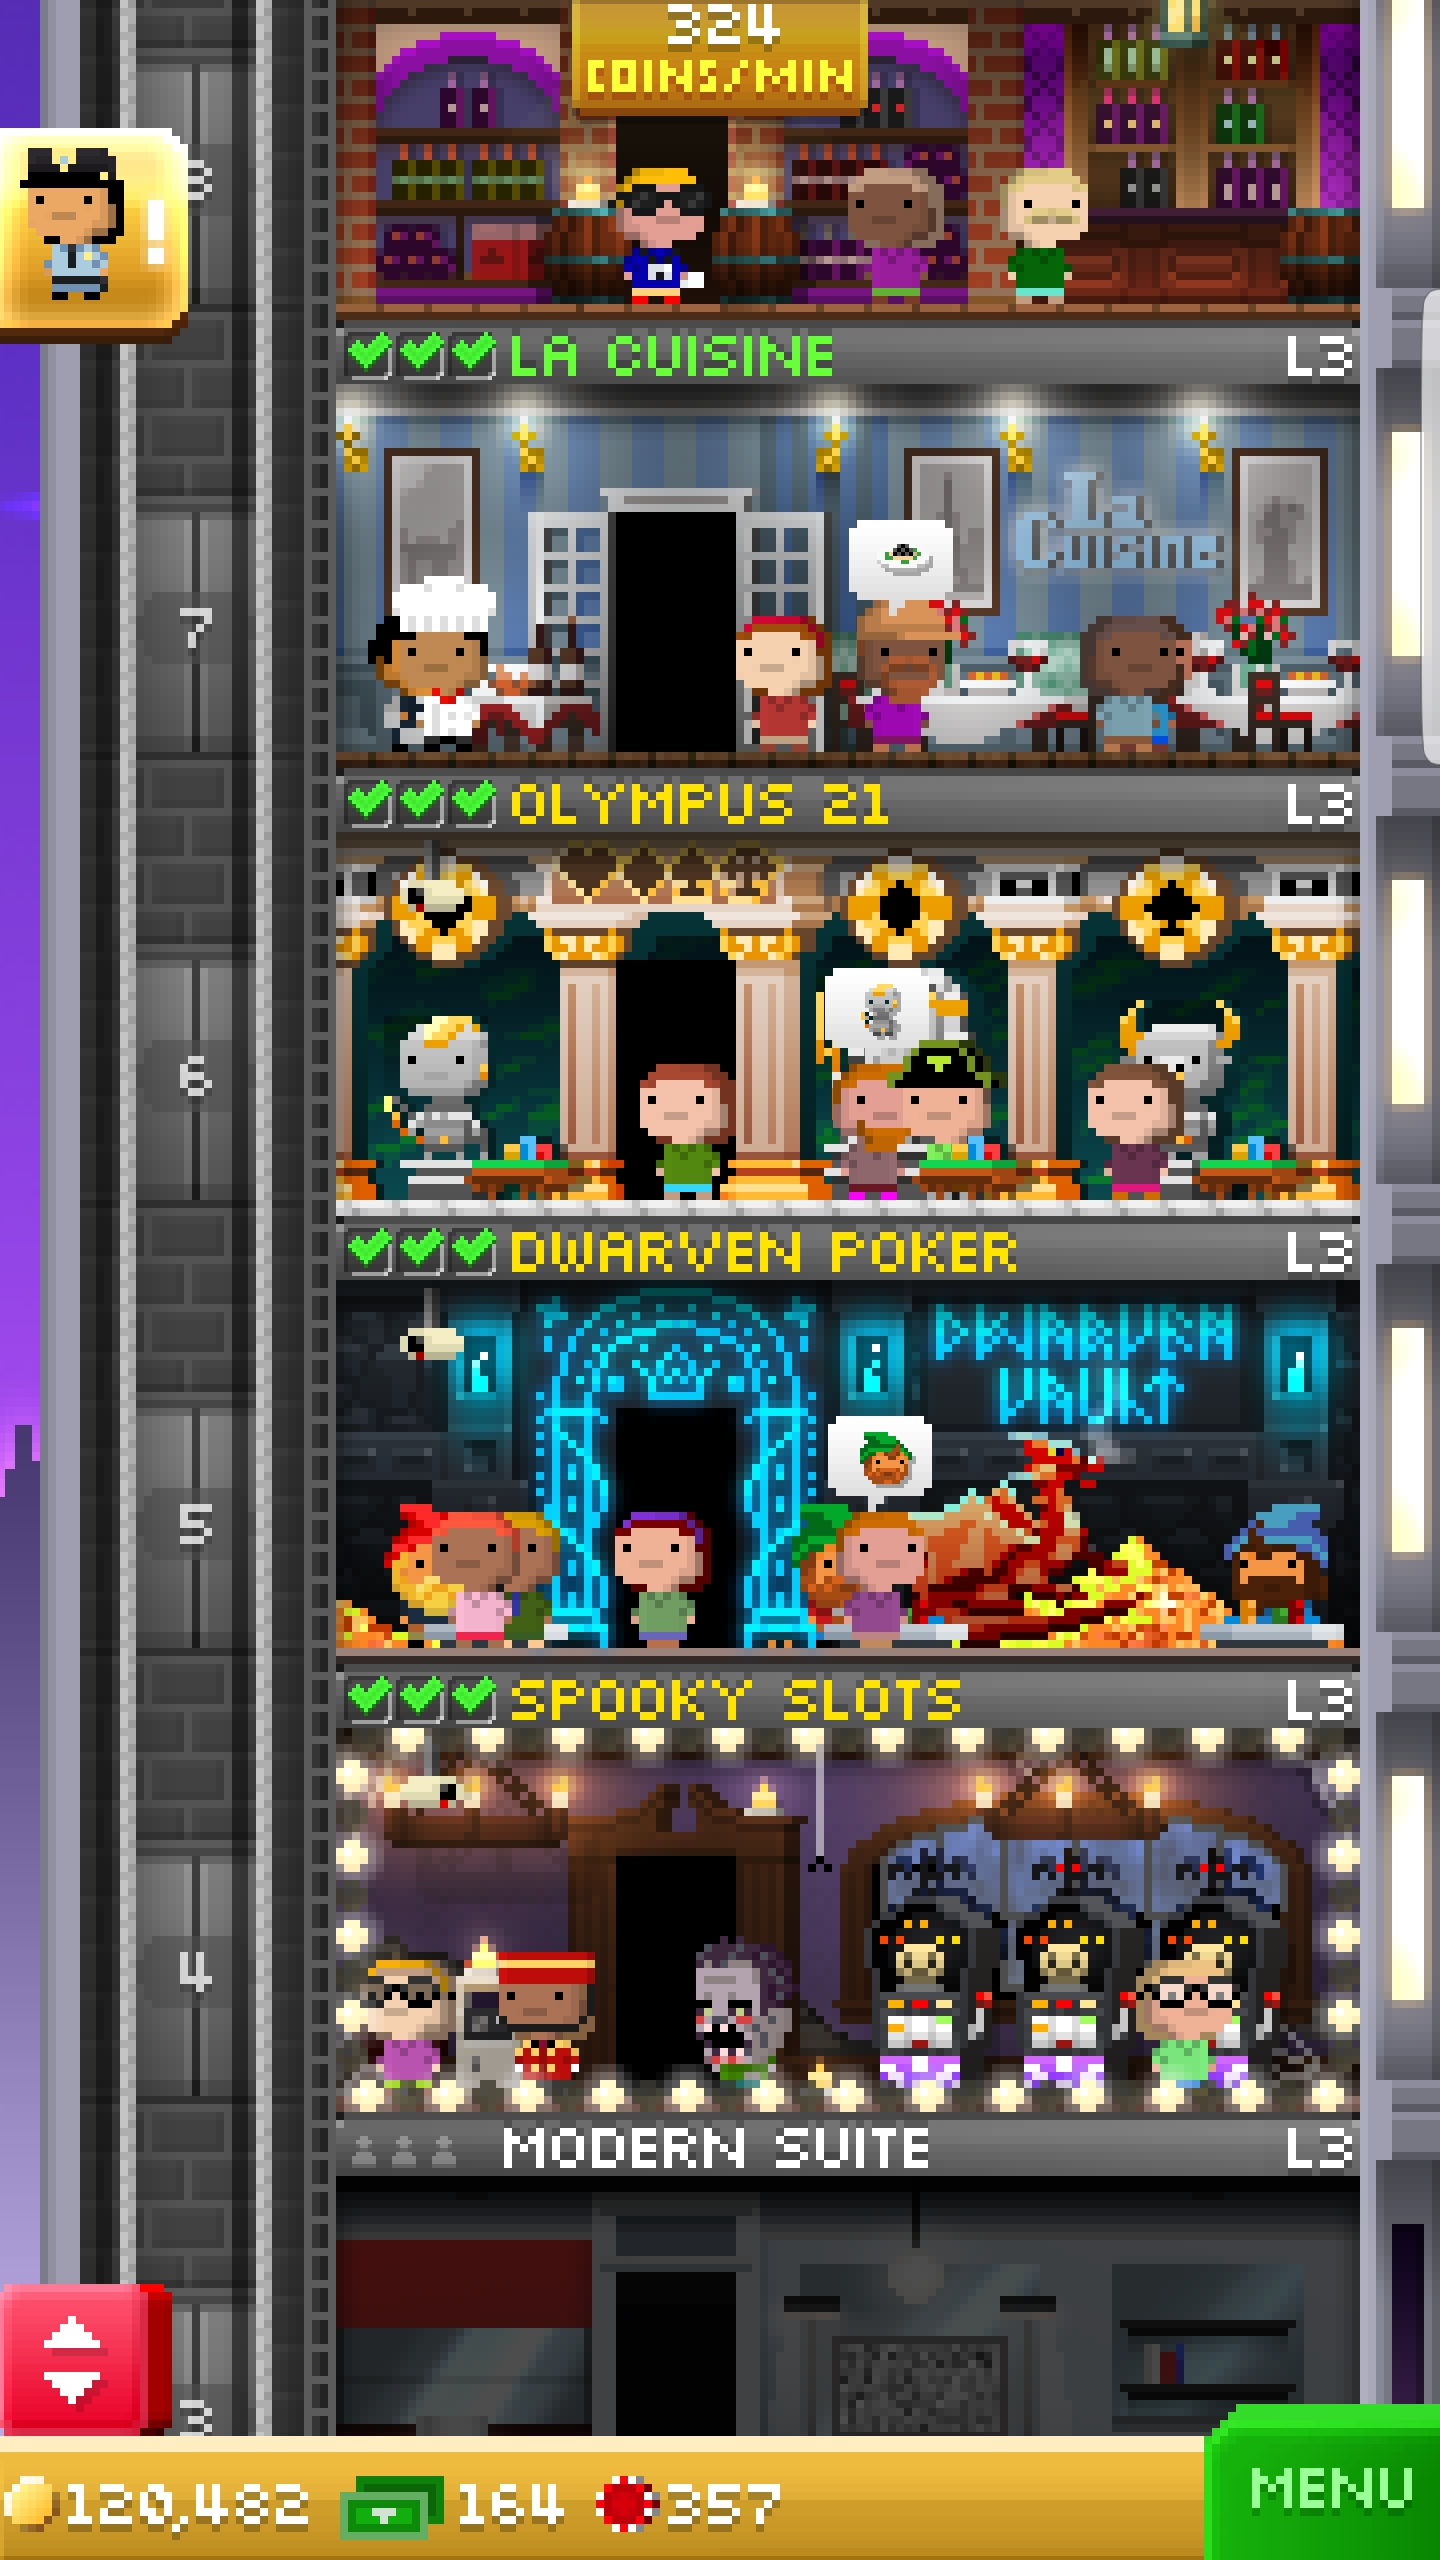 324
COINS/MIN
!
8
LA CUISINE L3
La
Cuisine
7
OLYMPUS 21 L3
6
DWARVEN POKER L3
DWARVEN
VAULT
5
SPOOKY SLOTS L3
4
MODERN SUITE L3
3
120,482 164 357
MENU